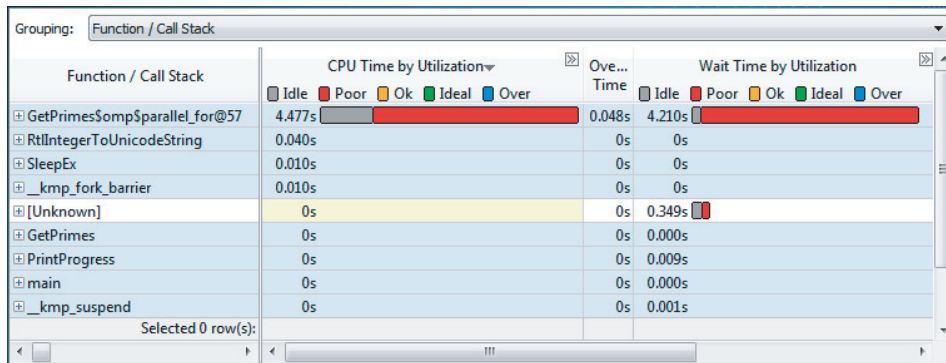 Grouping: Function / Call Stack
Function / Call Stack
CPU Time by Utilization
Idle Poor Ok Ideal Over
Ove... Time
Wait Time by Utilization
Idle Poor Ok Ideal Over
GetPrimes$omp$parallel_for@57 4.477s 0.048s 4.210s
RtlIntegerToUnicodeString 0.040s 0s 0s
SleepEx 0.010s 0s 0s
__kmp_fork_barrier 0.010s 0s 0s
[Unknown] 0s 0s 0.349s
GetPrimes 0s 0s 0.000s
PrintProgress 0s 0s 0.009s
main 0s 0s 0.000s
__kmp_suspend 0s 0s 0.001s
Selected 0 row(s):